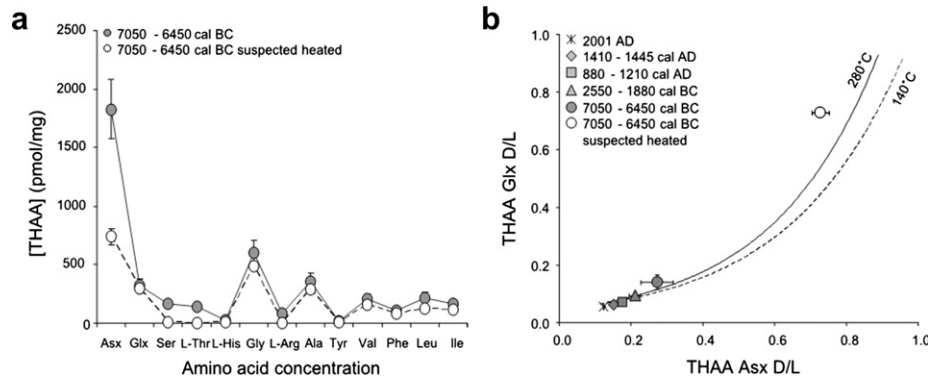 a
7050 - 6450 cal BC
7050 - 6450 cal BC suspected heated
2500
2000
1500
1000
500
0
[THAA] (pmol/mg)
Asx Glx Ser L-Thr L-His Gly L-Arg Ala Tyr Val Phe Leu Ile
Amino acid concentration
b
2001 AD
1410 - 1445 cal AD
880 - 1210 cal AD
2550 - 1880 cal BC
7050 - 6450 cal BC
7050 - 6450 cal BC
suspected heated
280˚C
140˚C
1.0
0.8
0.6
0.4
0.2
0.0
THAA Glx D/L
0.0 0.2 0.4 0.6 0.8 1.0
THAA Asx D/L